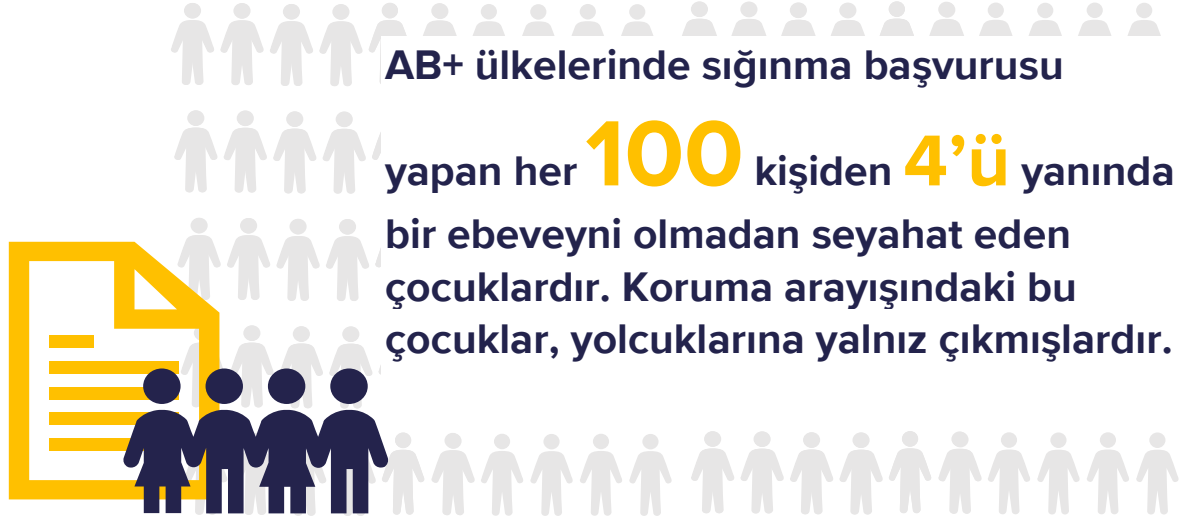 AB+ ülkelerinde sığınma başvurusu
yapan her 100 kişiden 4’ü yanında
bir ebeveyni olmadan seyahat eden
çocuklardır. Koruma arayışındaki bu
çocuklar, yolcuklarına yalnız çıkmışlardır.